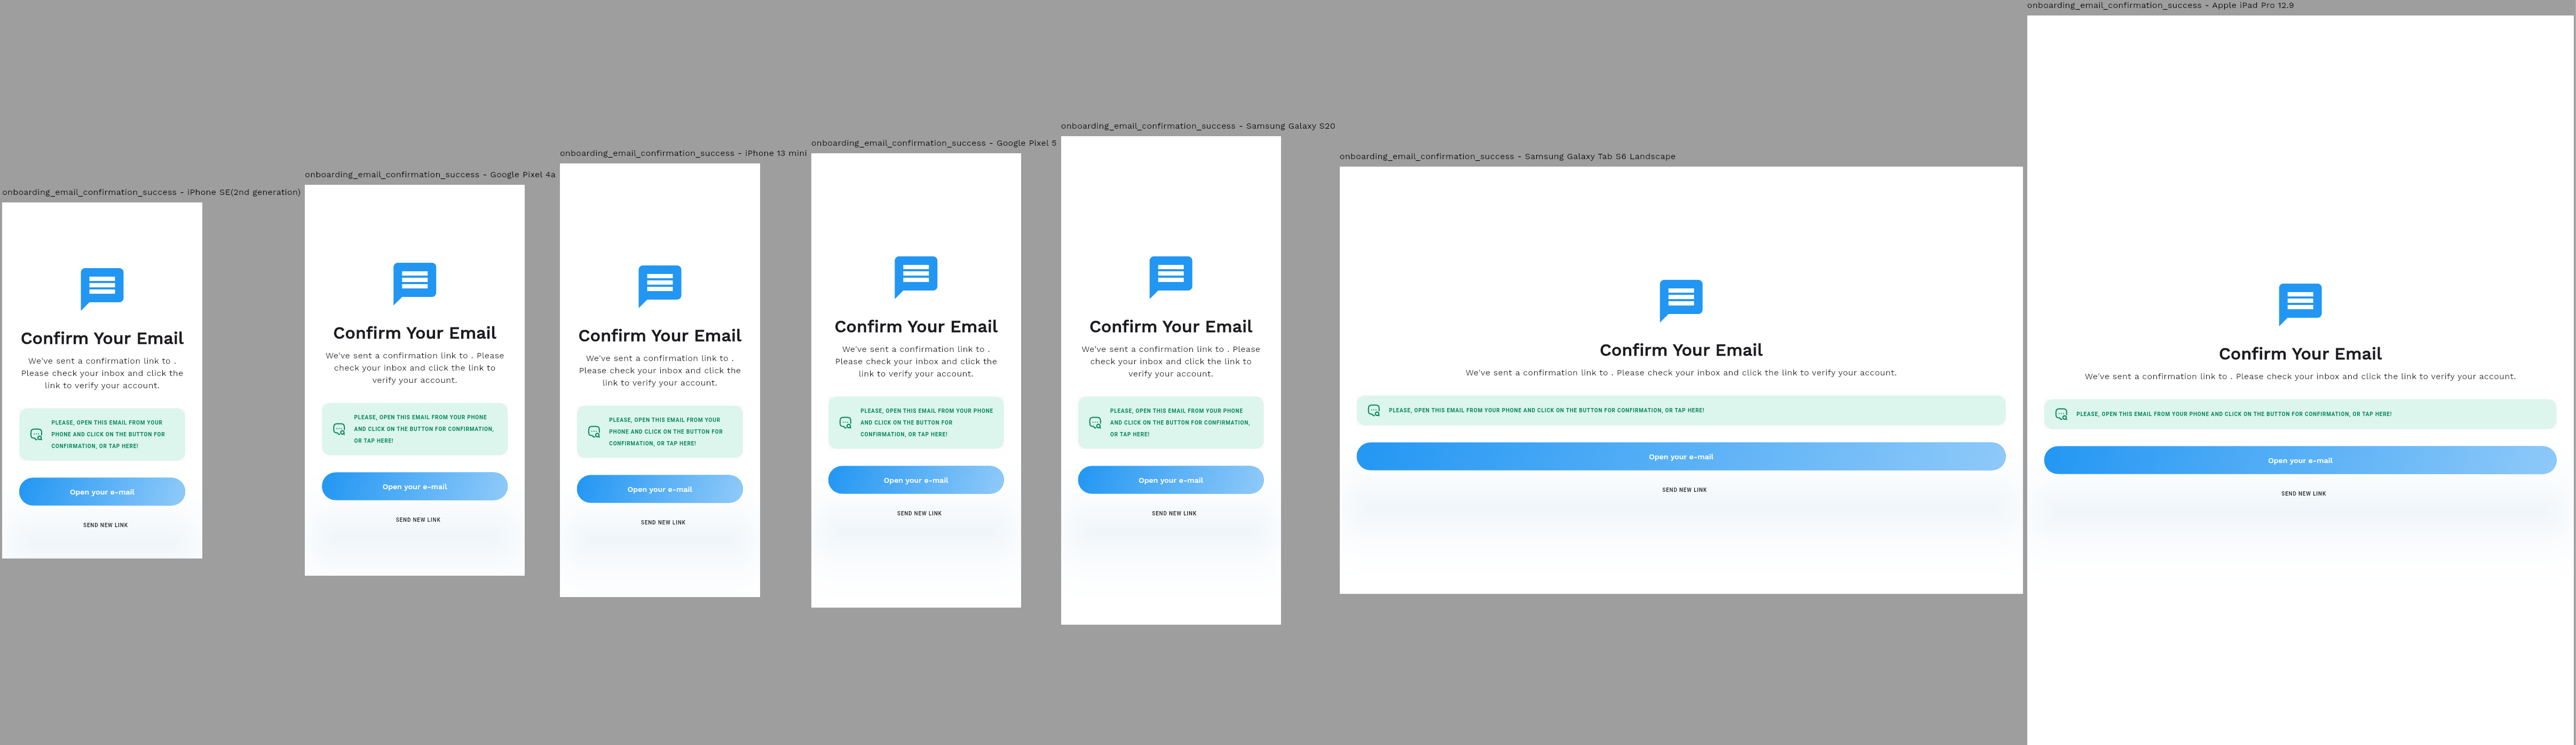 onboarding_email_confirmation_success - iPhone SE(2nd generation)
Confirm Your Email
We've sent a confirmation link to .
Please check your inbox and click the
link to verify your account.
PLEASE, OPEN THIS EMAIL FROM YOUR
PHONE AND CLICK ON THE BUTTON FOR
CONFIRMATION, OR TAP HERE!
Open your e-mail
SEND NEW LINK
onboarding_email_confirmation_success - Google Pixel 4a
Confirm Your Email
We've sent a confirmation link to . Please
check your inbox and click the link to
verify your account.
PLEASE, OPEN THIS EMAIL FROM YOUR PHONE
AND CLICK ON THE BUTTON FOR CONFIRMATION,
OR TAP HERE!
Open your e-mail
SEND NEW LINK
onboarding_email_confirmation_success - iPhone 13 mini
Confirm Your Email
We've sent a confirmation link to .
Please check your inbox and click the
link to verify your account.
PLEASE, OPEN THIS EMAIL FROM YOUR
PHONE AND CLICK ON THE BUTTON FOR
CONFIRMATION, OR TAP HERE!
Open your e-mail
SEND NEW LINK
onboarding_email_confirmation_success - Google Pixel 5
Confirm Your Email
We've sent a confirmation link to .
Please check your inbox and click the
link to verify your account.
PLEASE, OPEN THIS EMAIL FROM YOUR PHONE
AND CLICK ON THE BUTTON FOR
CONFIRMATION, OR TAP HERE!
Open your e-mail
SEND NEW LINK
onboarding_email_confirmation_success - Samsung Galaxy S20
Confirm Your Email
We've sent a confirmation link to . Please
check your inbox and click the link to
verify your account.
PLEASE, OPEN THIS EMAIL FROM YOUR PHONE
AND CLICK ON THE BUTTON FOR CONFIRMATION,
OR TAP HERE!
Open your e-mail
SEND NEW LINK
onboarding_email_confirmation_success - Samsung Galaxy Tab S6 Landscape
Confirm Your Email
We've sent a confirmation link to . Please check your inbox and click the link to verify your account.
PLEASE, OPEN THIS EMAIL FROM YOUR PHONE AND CLICK ON THE BUTTON FOR CONFIRMATION, OR TAP HERE!
Open your e-mail
SEND NEW LINK
onboarding_email_confirmation_success - Apple iPad Pro 12.9
Confirm Your Email
We've sent a confirmation link to . Please check your inbox and click the link to verify your account.
PLEASE, OPEN THIS EMAIL FROM YOUR PHONE AND CLICK ON THE BUTTON FOR CONFIRMATION, OR TAP HERE!
Open your e-mail
SEND NEW LINK